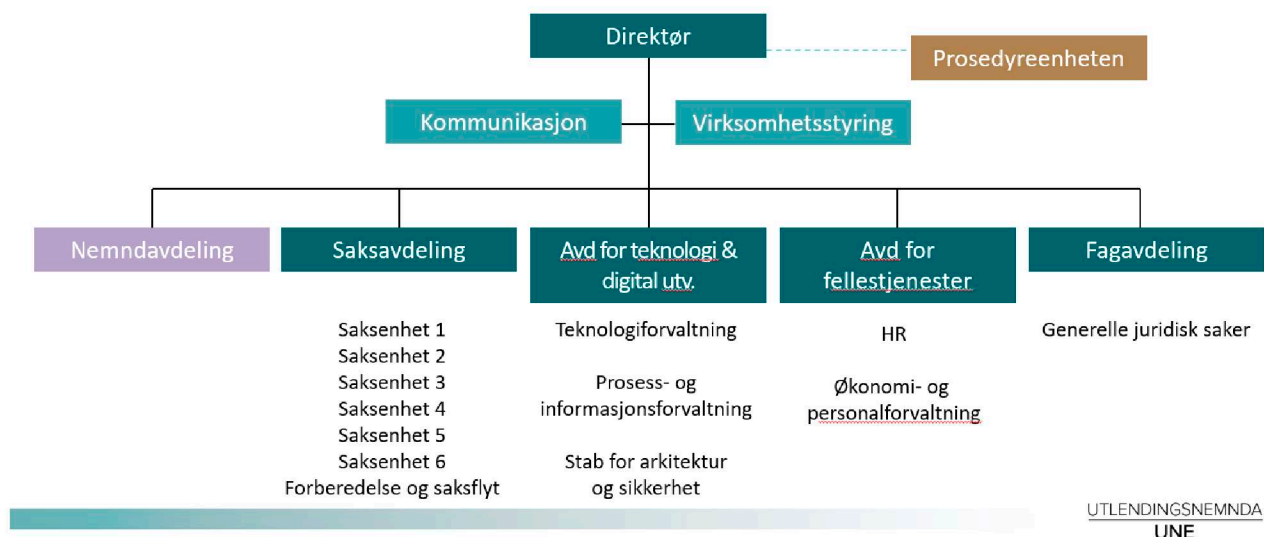 Direktør
Prosedyreenheten
Kommunikasjon
Virksomhetsstyring
Nemndavdeling
Saksavdeling
Avd for teknologi &
digital utv.
Avd for
fellestjenester
Fagavdeling
Saksenhet 1
Saksenhet 2
Saksenhet 3
Saksenhet 4
Saksenhet 5
Saksenhet 6
Forberedelse og saksflyt
Teknologiforvaltning
Prosess- og
informasjonsforvaltning
Stab for arkitektur
og sikkerhet
HR
Økonomi- og
personalforvaltning
Generelle juridisk saker
UTLENDINGSNEMNDA
UNE